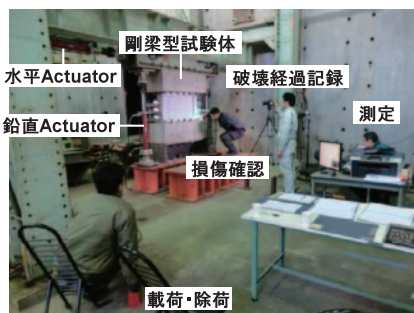 剛梁型試験体
水平Actuator
破壊経過記録
鉛直Actuator
測定
損傷確認
載荷・除荷